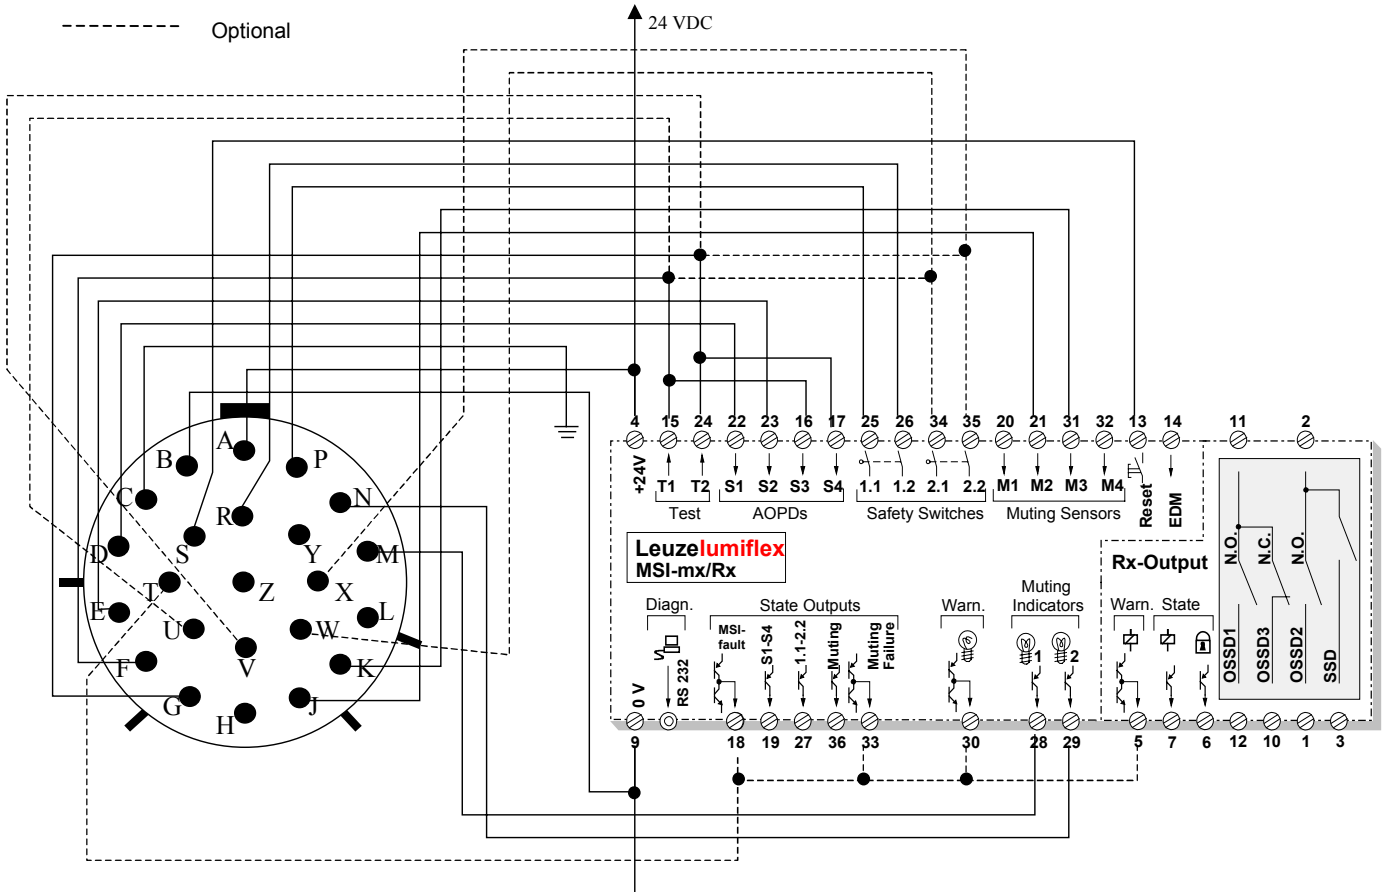 Optional
24 VDC
A
B
P
C
N
R
D
S
Y
M
T
Z
X
E
U
W
L
F
V
K
G
H
J
4 15 24 22 23 16 17 25 26 34 35 20 21 31 32 13 14 11 2
+24V T1 T2 S1 S2 S3 S4 1.1 1.2 2.1 2.2 M1 M2 M3 M4 Reset EDM
Test AOPDs Safety Switches Muting Sensors
Leuzelumiflex
MSI-mx/Rx
Rx-Output
N.O. N.C. N.O.
OSSD1 OSSD3 OSSD2 SSD
Diagn. State Outputs Warn. Muting Indicators Warn. State
MSI-fault S1-S4 1.1-2.2 Muting Muting Failure
1 2
0 V RS 232
9 18 19 27 36 33 30 28 29 5 7 6 12 10 1 3